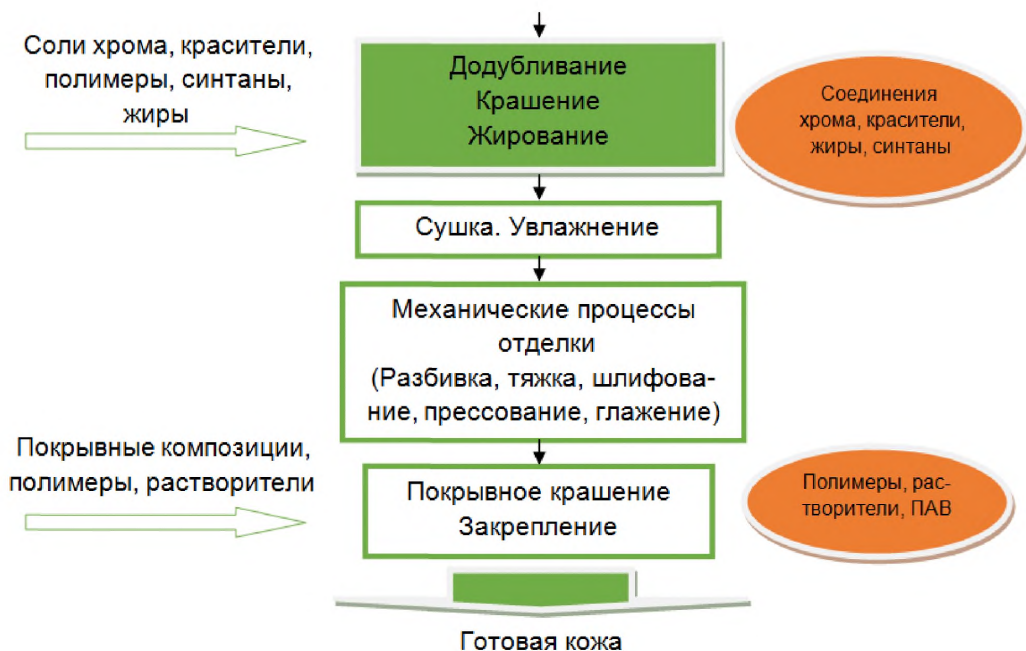 Соли хрома, красители,
полимеры, синтаны,
жиры
Додубливание
Крашение
Жирование
Соединения
хрома, красители,
жиры, синтаны
Сушка. Увлажнение
Механические процессы
отделки
(Разбивка, тяжка, шлифова-
ние, прессование, глажение)
Покрывные композиции,
полимеры, растворители
Покрывное крашение
Закрепление
Полимеры, рас-
творители, ПАВ
Готовая кожа